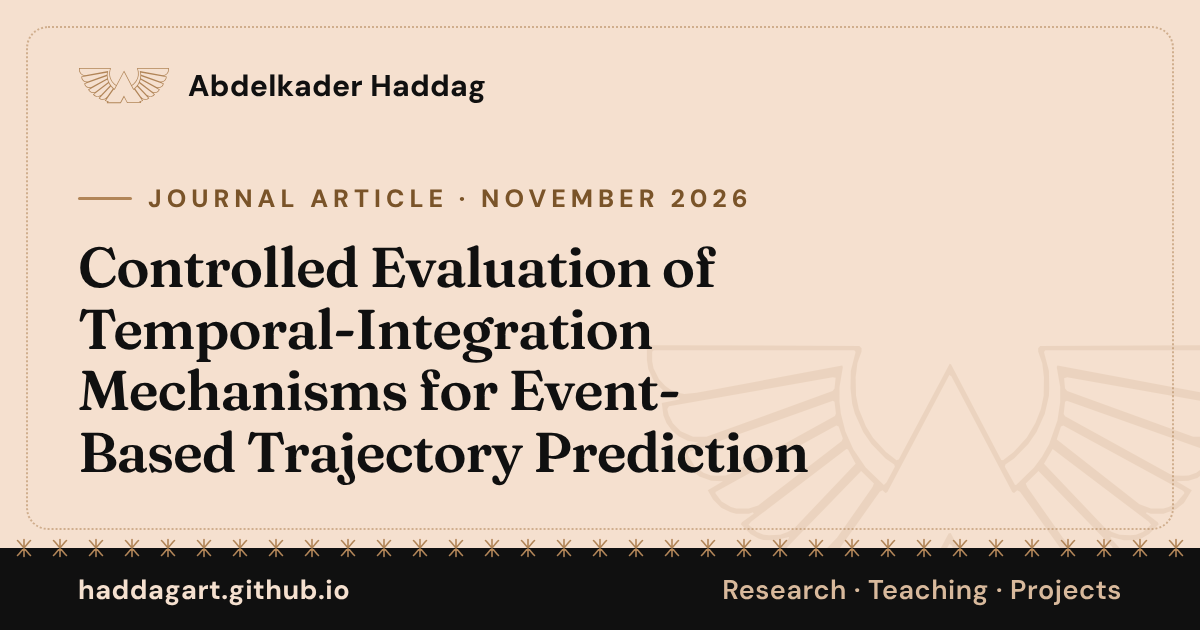 Abdelkader Haddag
JOURNAL ARTICLE · NOVEMBER 2026
Controlled Evaluation of
Temporal-Integration
Mechanisms for Event-
Based Trajectory Prediction
haddagart.github.io
Research · Teaching · Projects